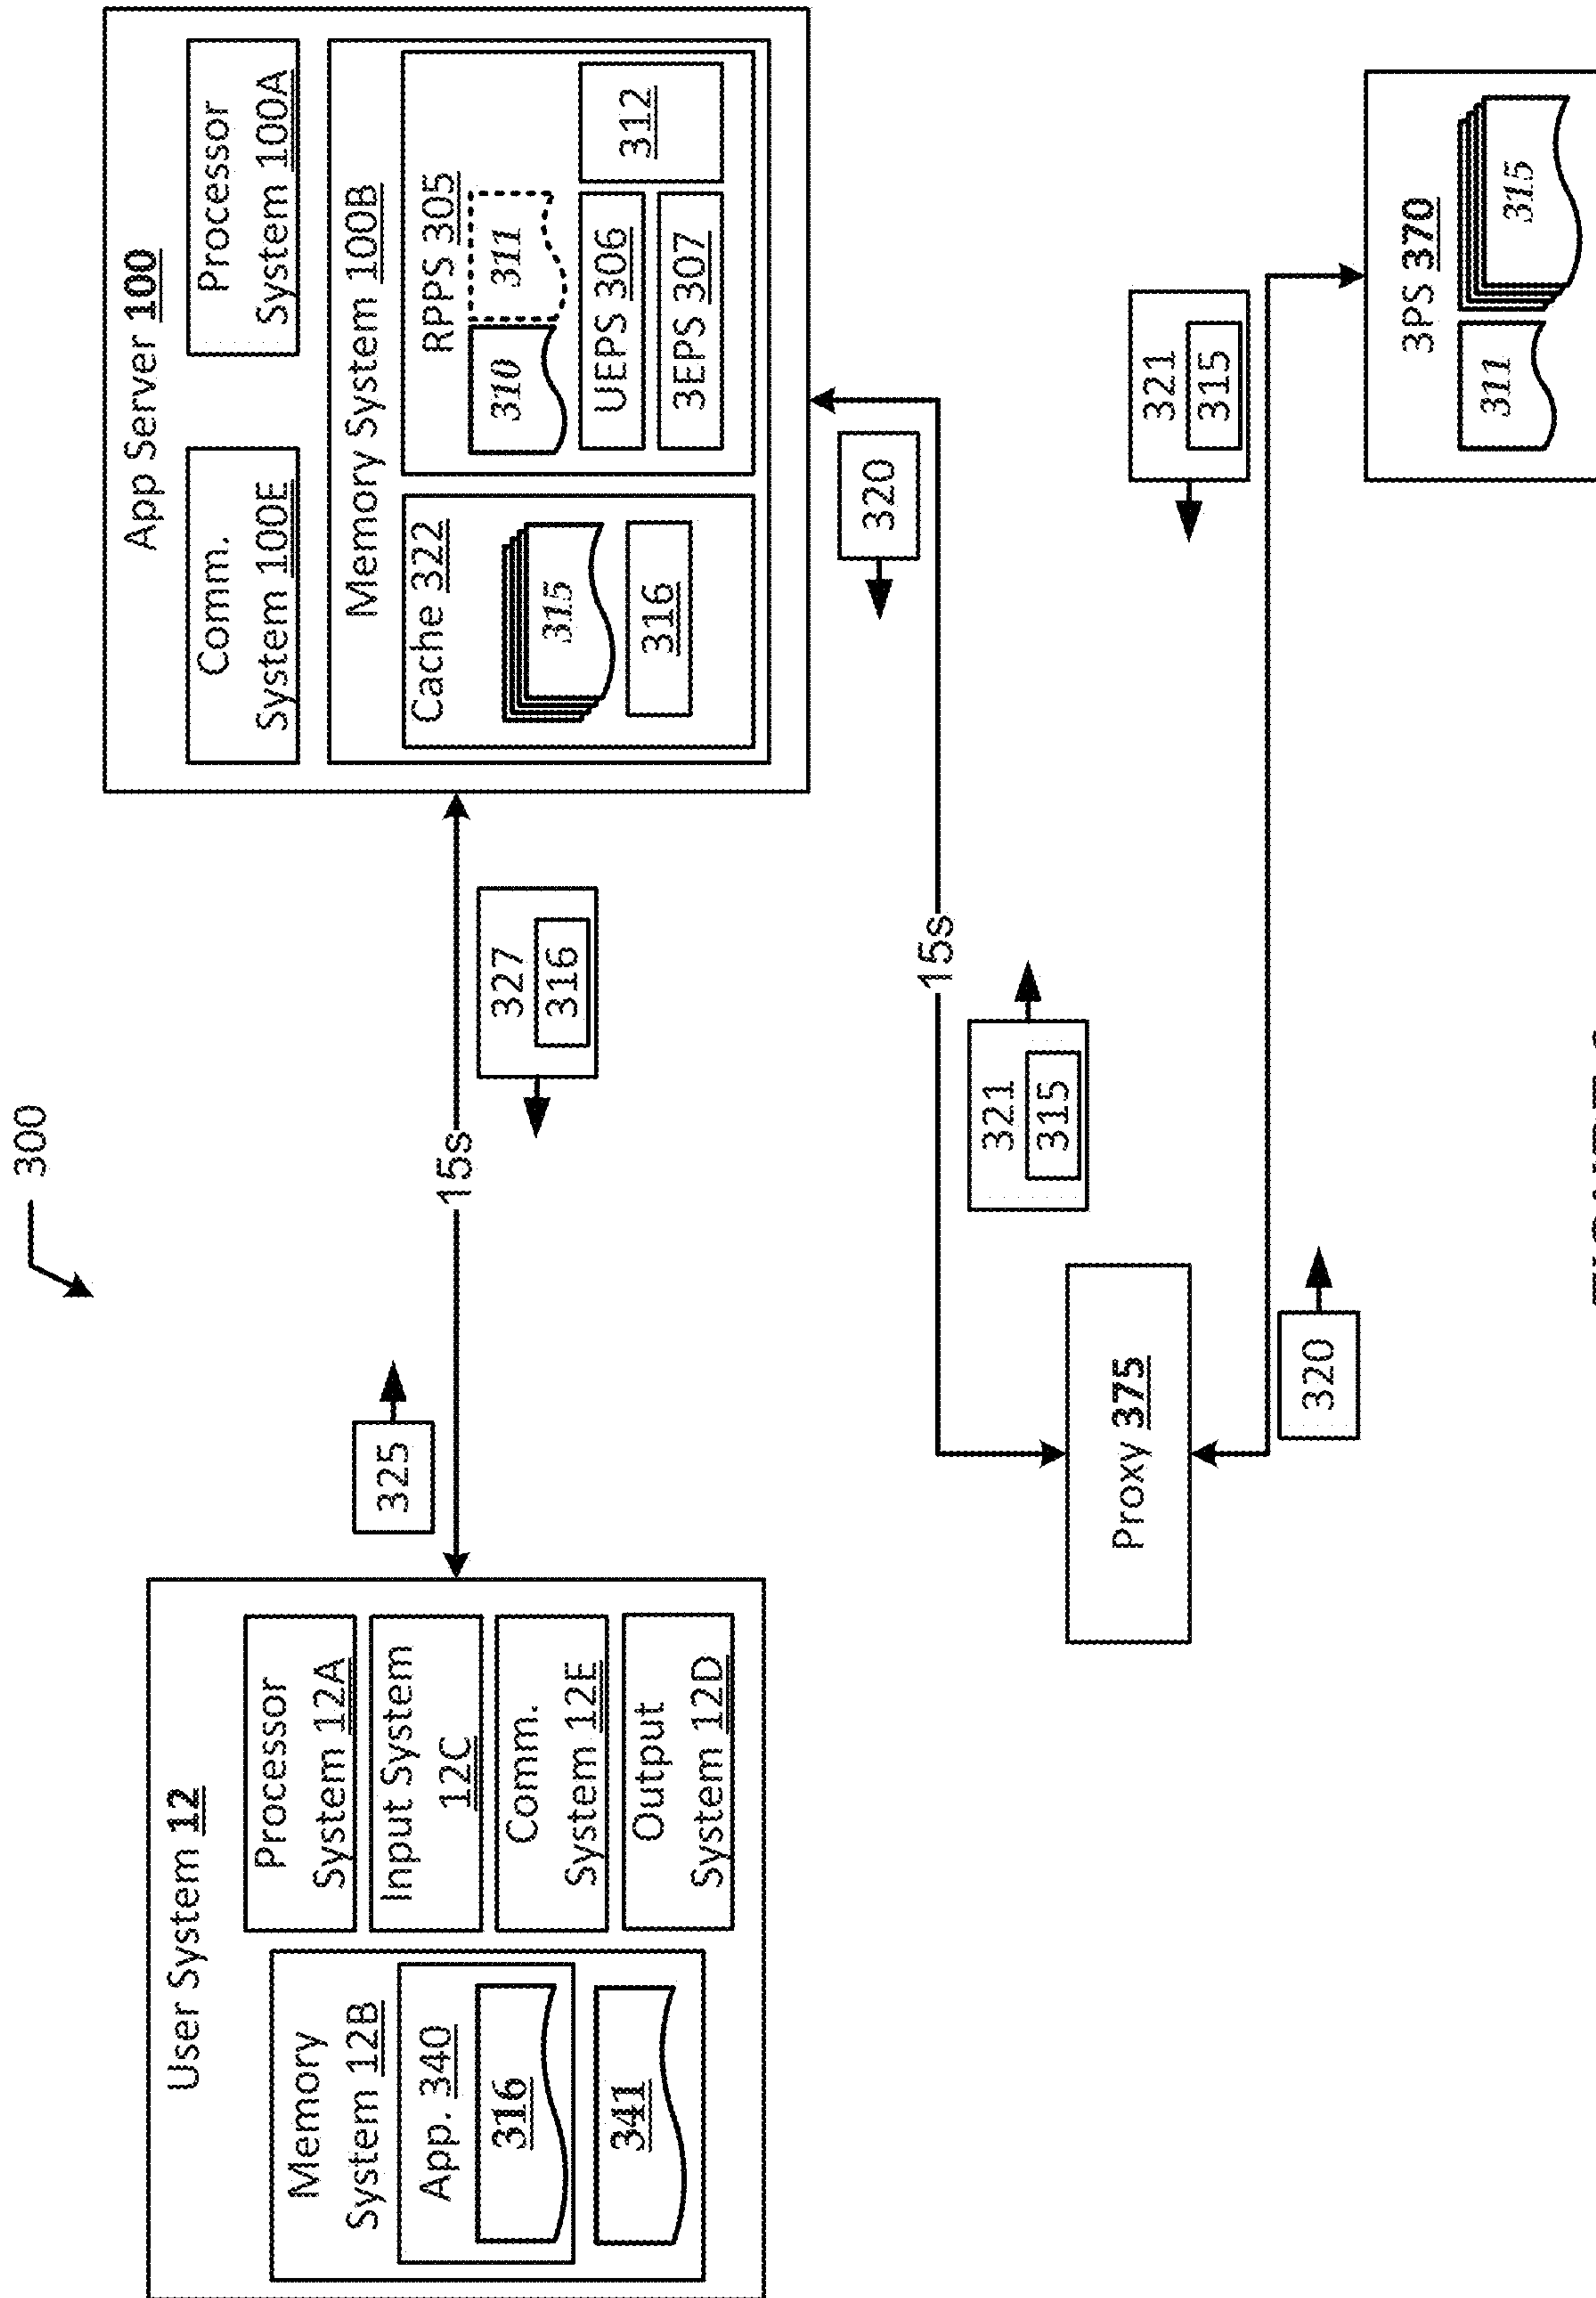 300
User System 12
Memory
System 12B
App. 340
316
341
Processor
System 12A
Input System
12C
Comm.
System 12E
Output
System 12D
325
15s
327
316
App Server 100
Comm.
System 100E
Processor
System 100A
Memory System 100B
Cache 322
315
316
RPPS 305
310
311
UEPS 306
3EPS 307
312
320
15s
321
315
Proxy 375
320
321
315
3PS 370
311
315